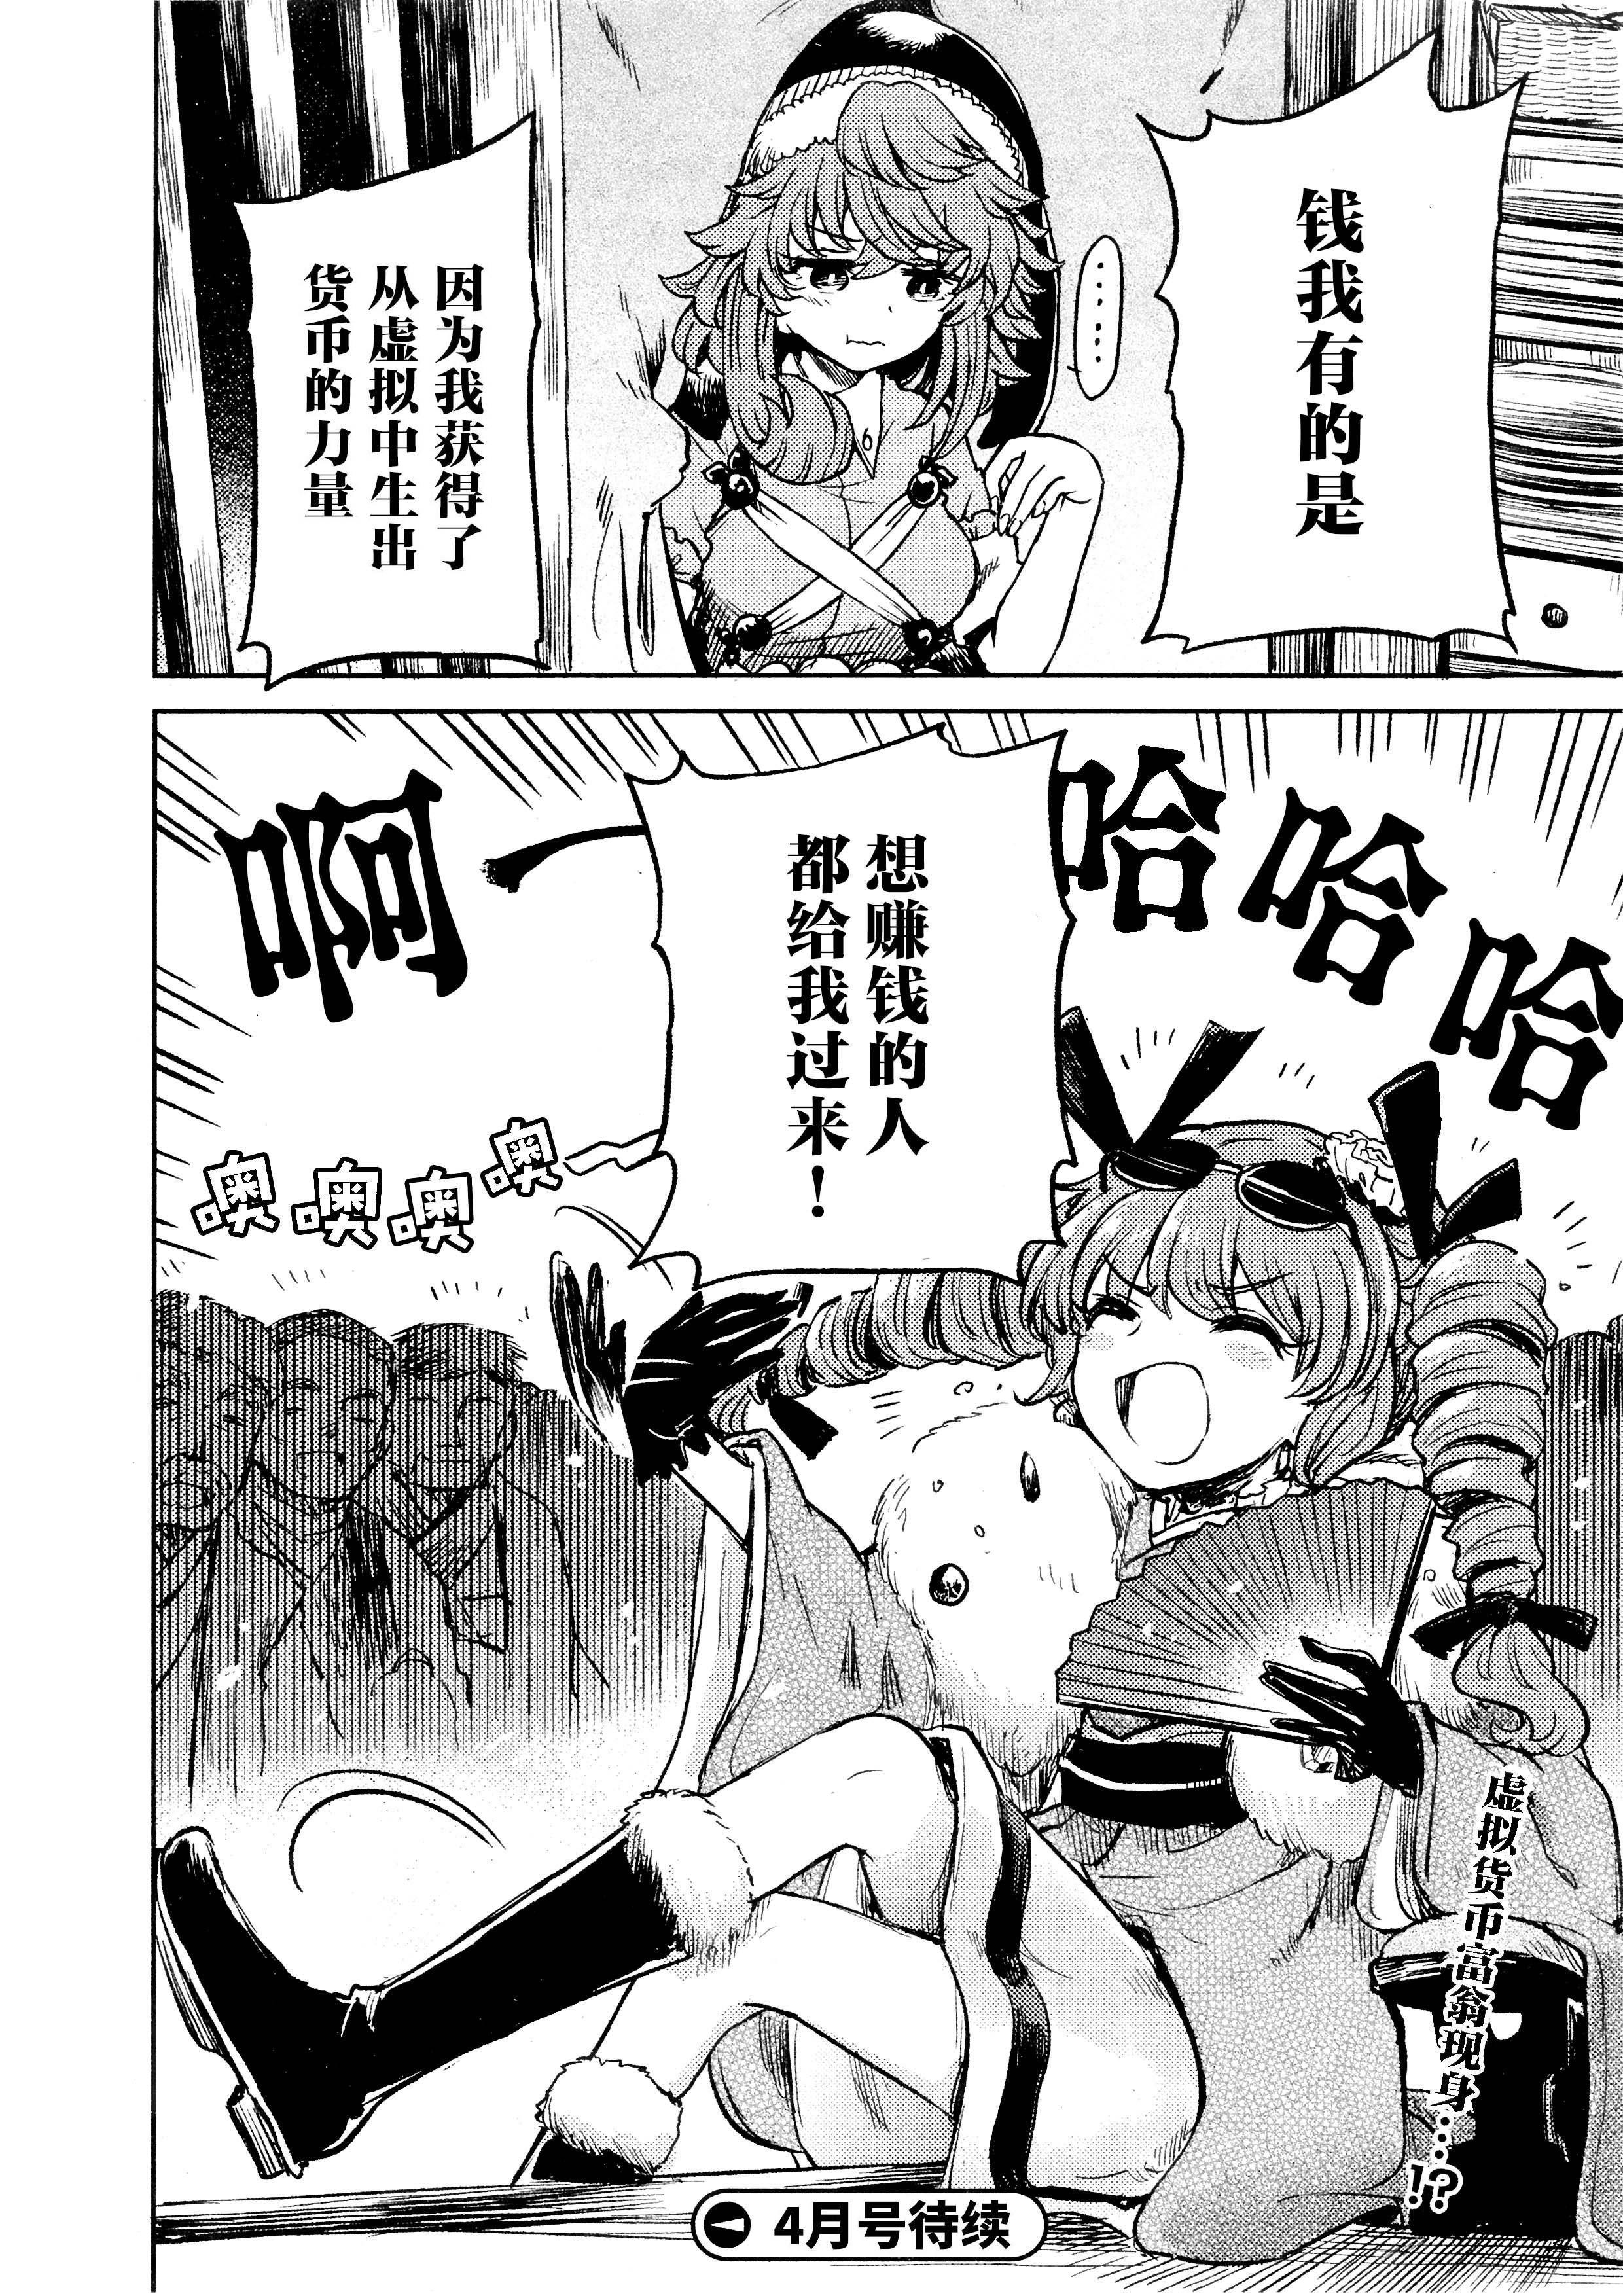 钱我有的是
……
因为我获得了
从虚拟中生出
货币的力量
哈哈哈
想赚钱的人
都给我过来！
啊
噢噢噢噢
虚拟货币富翁现身……!?
4月号待续